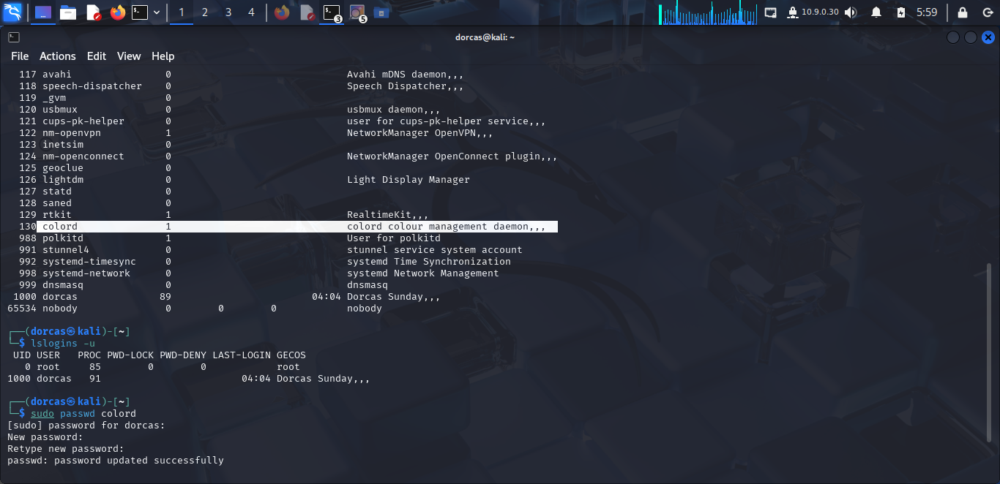 1 2 3 4 3 5 10.9.0.30 5:59
dorcas@kali: ~
File Actions Edit View Help
117 avahi 0 Avahi mDNS daemon,,,
118 speech-dispatcher 0 Speech Dispatcher,,,
119 _gvm 0
120 usbmux 0 usbmux daemon,,,
121 cups-pk-helper 0 user for cups-pk-helper service,,,
122 nm-openvpn 1 NetworkManager OpenVPN,,,
123 inetsim 0
124 nm-openconnect 0 NetworkManager OpenConnect plugin,,,
125 geoclue 0
126 lightdm 0 Light Display Manager
127 statd 0
128 saned 0
129 rtkit 1 RealtimeKit,,,
130 colord 1 colord colour management daemon,,,
988 polkitd 1 User for polkitd
991 stunnel4 0 stunnel service system account
992 systemd-timesync 0 systemd Time Synchronization
998 systemd-network 0 systemd Network Management
999 dnsmasq 0 dnsmasq
1000 dorcas 89 04:04 Dorcas Sunday,,,
65534 nobody 0 0 0 nobody
┌──(dorcas㉿kali)-[~]
└─$ lslogins -u
UID USER PROC PWD-LOCK PWD-DENY LAST-LOGIN GECOS
0 root 85 0 0 root
1000 dorcas 91 04:04 Dorcas Sunday,,,
┌──(dorcas㉿kali)-[~]
└─$ sudo passwd colord
[sudo] password for dorcas:
New password:
Retype new password:
passwd: password updated successfully